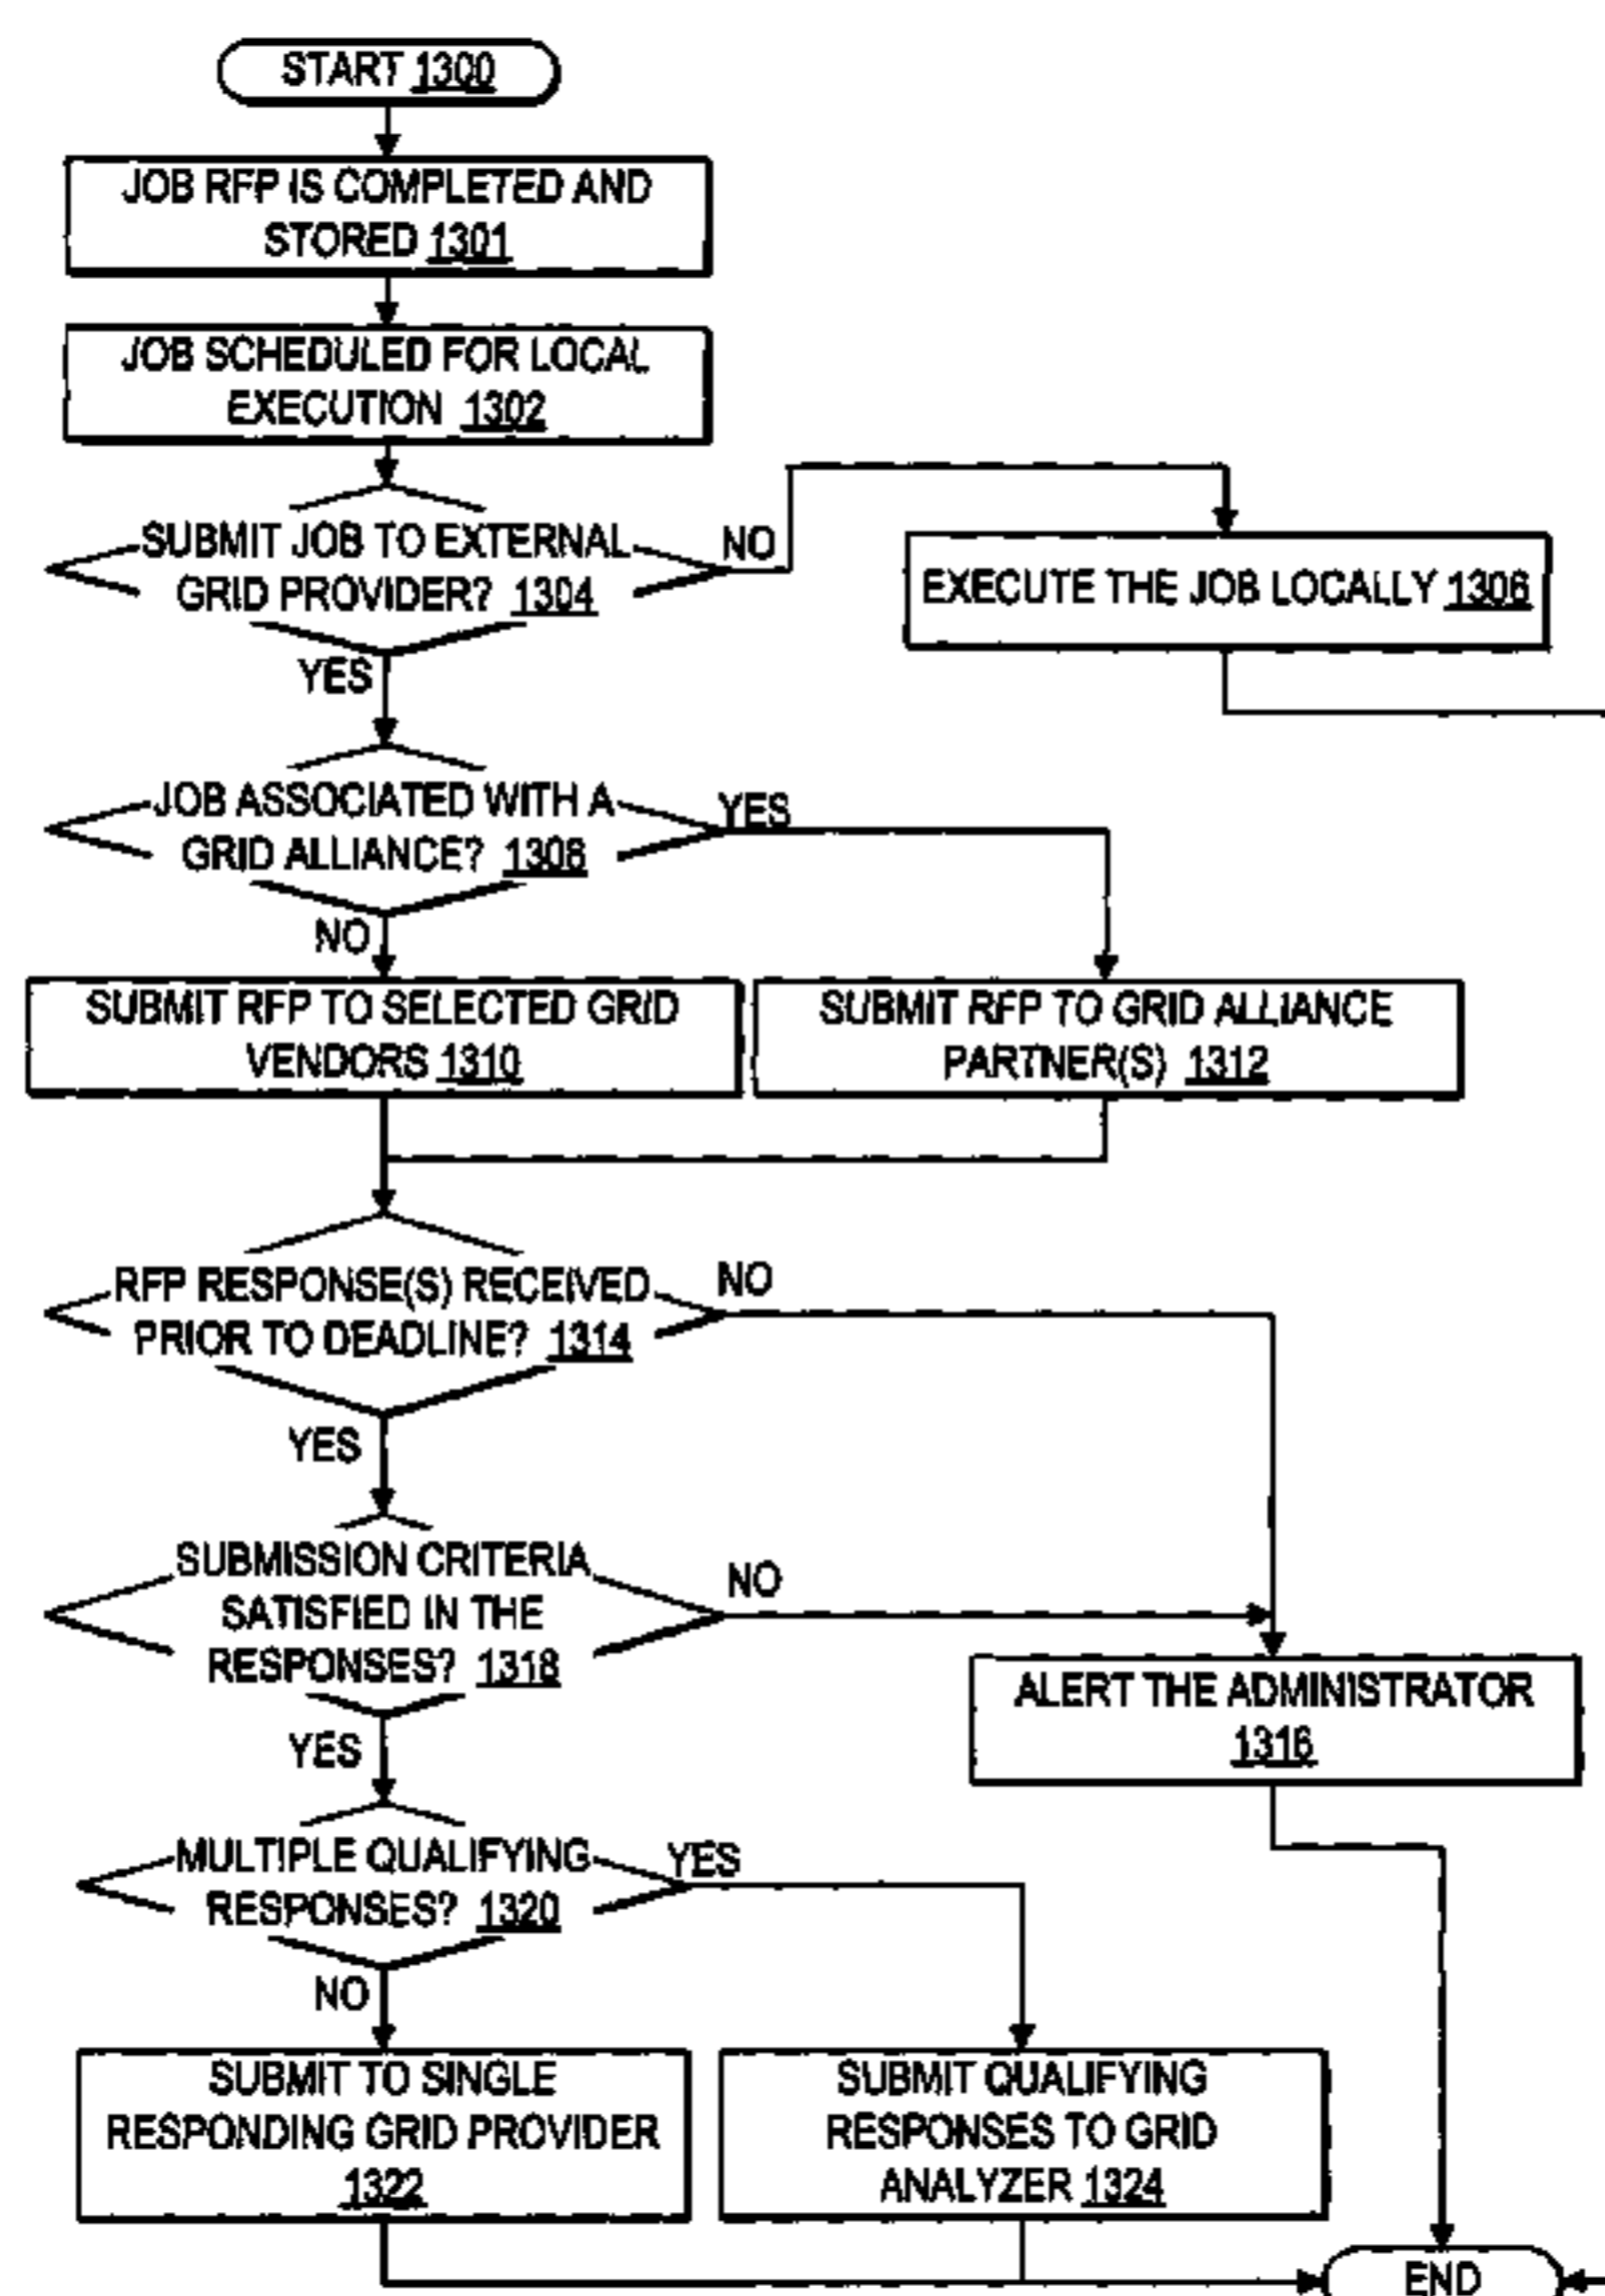 START 1300
JOB RFP IS COMPLETED AND
STORED 1301
JOB SCHEDULED FOR LOCAL
EXECUTION 1302
SUBMIT JOB TO EXTERNAL
GRID PROVIDER? 1304
NO
EXECUTE THE JOB LOCALLY 1306
YES
JOB ASSOCIATED WITH A
GRID ALLIANCE? 1308
YES
NO
SUBMIT RFP TO SELECTED GRID
VENDORS 1310
SUBMIT RFP TO GRID ALLIANCE
PARTNER(S) 1312
RFP RESPONSE(S) RECEIVED
PRIOR TO DEADLINE? 1314
NO
YES
SUBMISSION CRITERIA
SATISFIED IN THE
RESPONSES? 1318
NO
ALERT THE ADMINISTRATOR
1316
YES
MULTIPLE QUALIFYING
RESPONSES? 1320
YES
NO
SUBMIT TO SINGLE
RESPONDING GRID PROVIDER
1322
SUBMIT QUALIFYING
RESPONSES TO GRID
ANALYZER 1324
END